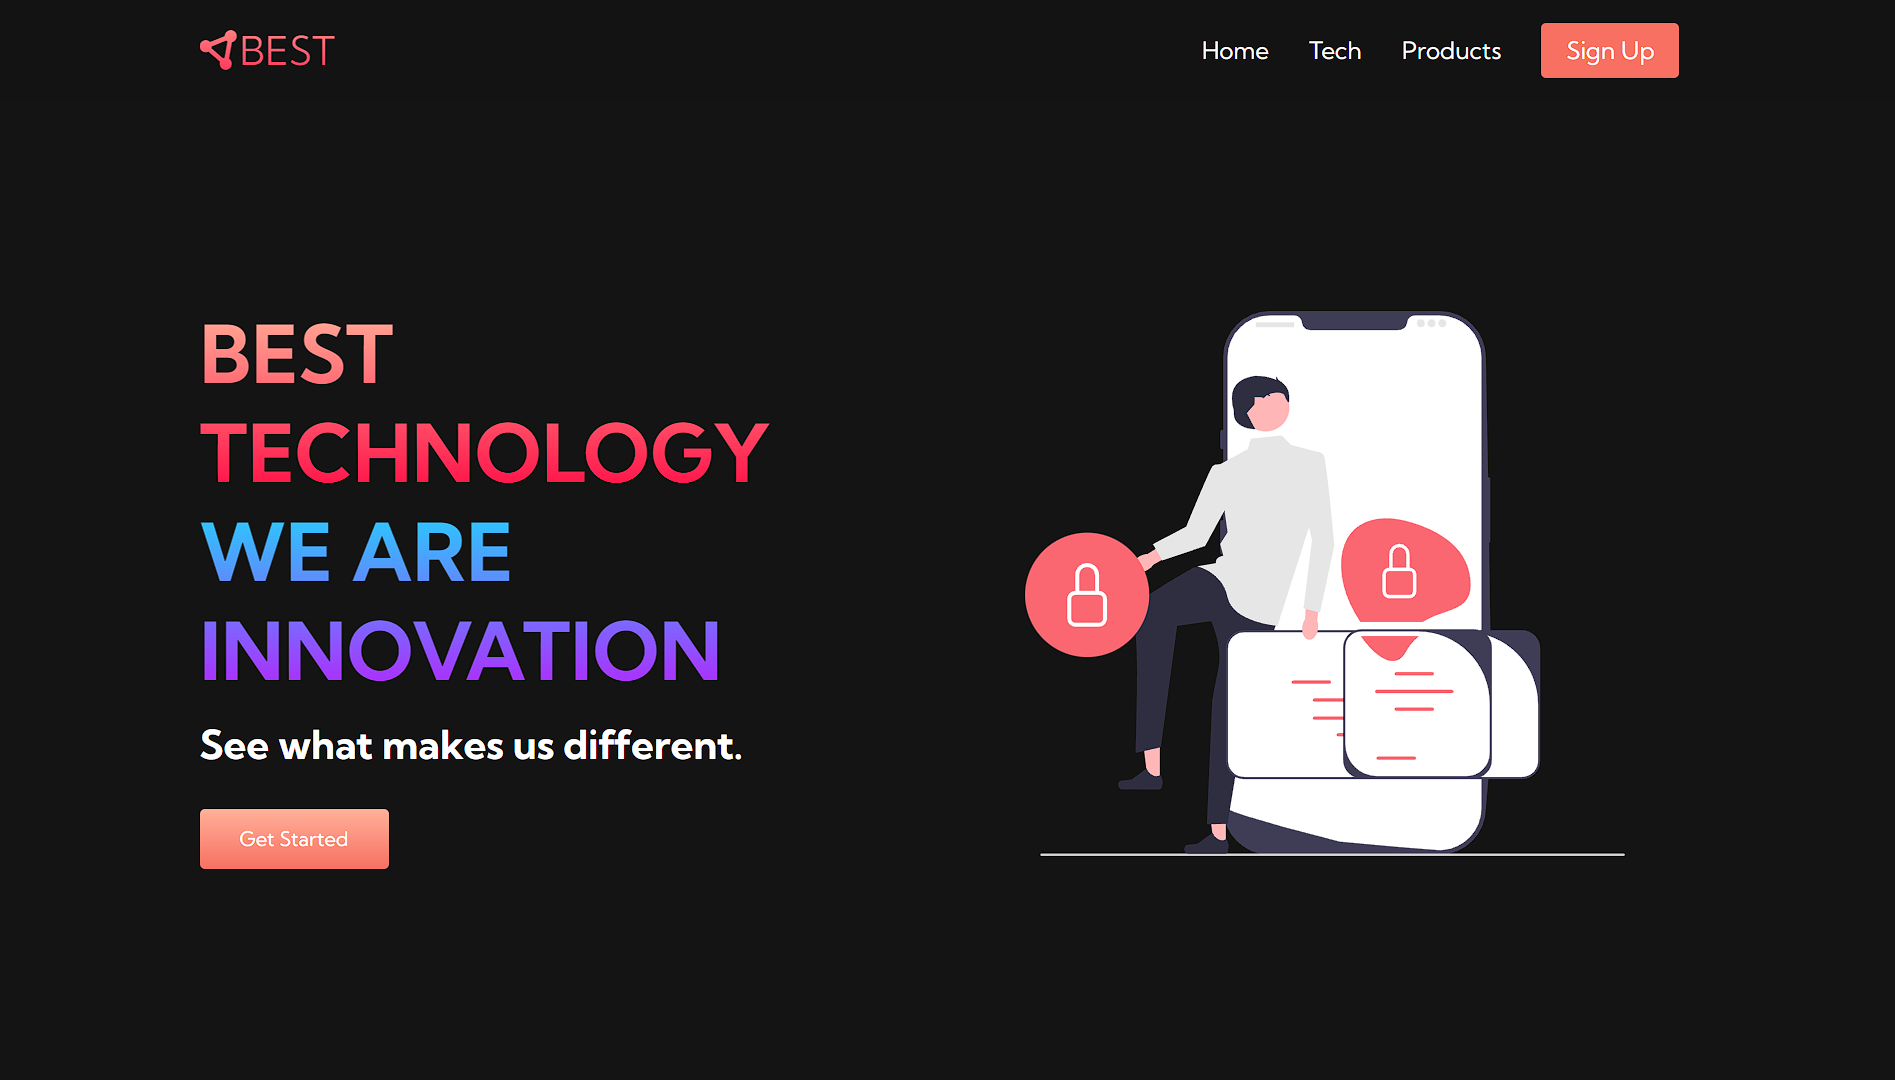 BEST
Home Tech Products Sign Up
BEST
TECHNOLOGY
WE ARE
INNOVATION
See what makes us different.
Get Started